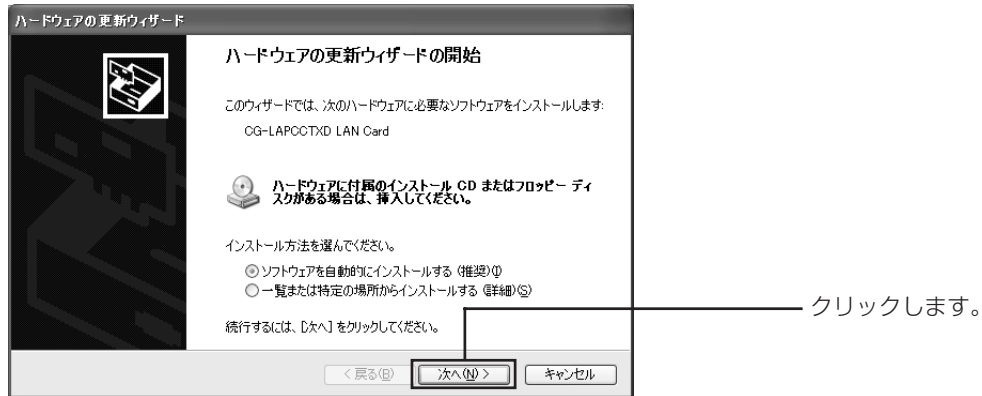 ハードウェアの更新ウィザード
ハードウェアの更新ウィザードの開始
このウィザードでは、次のハードウェアに必要なソフトウェアをインストールします:
CG-LAPCCTXD LAN Card
ハードウェアに付属のインストール CD またはフロッピー ディ
スクがある場合は、挿入してください。
インストール方法を選んでください。
ソフトウェアを自動的にインストールする (推奨)(I)
一覧または特定の場所からインストールする (詳細)(S)
続行するには、[次へ] をクリックしてください。
クリックします。
< 戻る(B) 次へ(N) > キャンセル